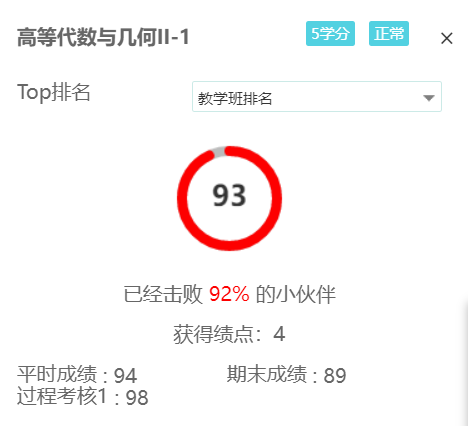 高等代数与几何II-1 5学分 正常 ×
Top排名 教学班排名
93
已经击败 92% 的小伙伴
获得绩点：4
平时成绩 : 94 期末成绩 : 89
过程考核1 : 98